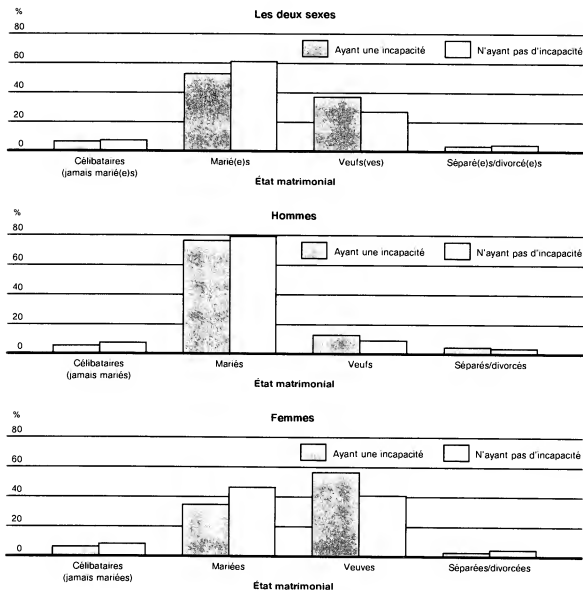 Les deux sexes
%
80
Ayant une incapacité N'ayant pas d'incapacité
60
40
20
0
Célibataires Marié(e)s Veufs(ves) Séparé(e)s/divorcé(e)s
(jamais marié(e)s)
État matrimonial
Hommes
%
80
Ayant une incapacité N'ayant pas d'incapacité
60
40
20
0
Célibataires Mariés Veufs Séparés/divorcés
(jamais mariés)
État matrimonial
Femmes
%
80
Ayant une incapacité N'ayant pas d'incapacité
60
40
20
0
Célibataires Mariées Veuves Séparées/divorcées
(jamais mariées)
État matrimonial